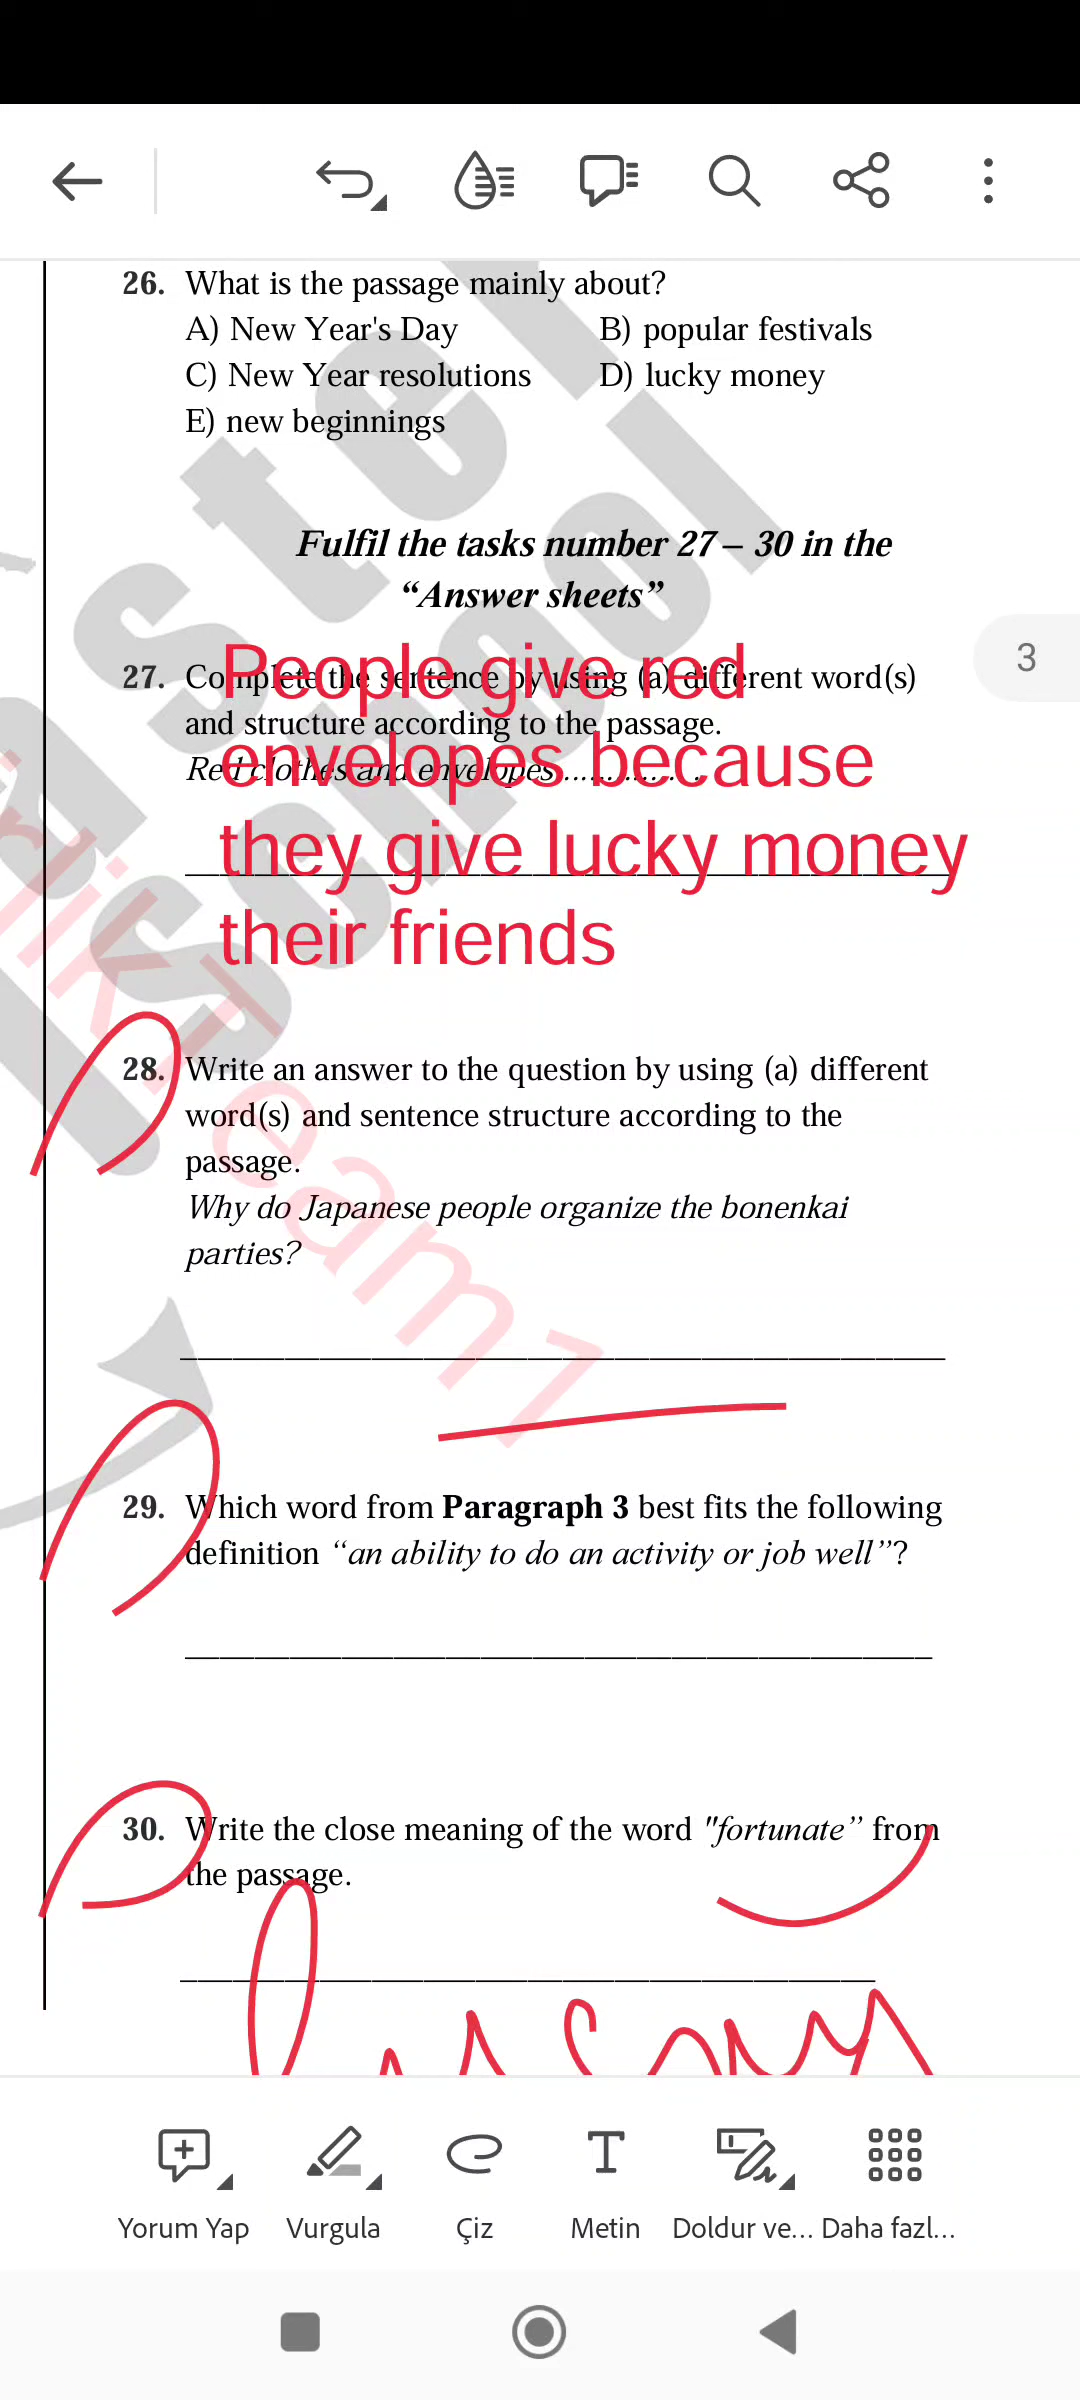 26. What is the passage mainly about?
A) New Year's Day B) popular festivals
C) New Year resolutions D) lucky money
E) new beginnings
Fulfil the tasks number 27 – 30 in the
“Answer sheets”
3
27. Complete the sentence by using (a) different word(s)
and structure according to the passage.
Red clothes and envelopes ..............
People give red
envelopes because
they give lucky money
their friends
28. Write an answer to the question by using (a) different
word(s) and sentence structure according to the
passage.
Why do Japanese people organize the bonenkai
parties?
29. Which word from Paragraph 3 best fits the following
definition “an ability to do an activity or job well”?
30. Write the close meaning of the word "fortunate” from
the passage.
Yorum Yap Vurgula Çiz Metin Doldur ve... Daha fazl...